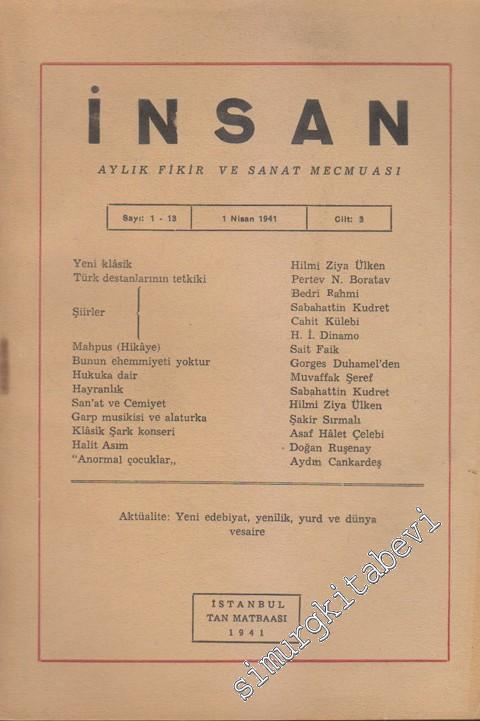 İNSAN
AYLIK FİKİR VE SANAT MECMUASI
Sayı: 1 - 13 1 Nisan 1941 Cilt: 3
Yeni klâsik Hilmi Ziya Ülken
Türk destanlarının tetkiki Pertev N. Boratav
Bedri Rahmi
Sabahattin Kudret
Şiirler
Cahit Külebi
H. İ. Dinamo
Mahpus (Hikâye) Sait Faik
Bunun ehemmiyeti yoktur Gorges Duhamel'den
Hukuka dair Muvaffak Şeref
Hayranlık Sabahattin Kudret
San'at ve Cemiyet Hilmi Ziya Ülken
Garp musikisi ve alaturka Şakir Sırmalı
Klâsik Şark konseri Asaf Hâlet Çelebi
Halit Asım Doğan Ruşenay
"Anormal çocuklar,, Aydın Cankardeş
Aktüalite: Yeni edebiyat, yenilik, yurd ve dünya
vesaire
İSTANBUL
TAN MATBAASI
1941
simurgkitabevi